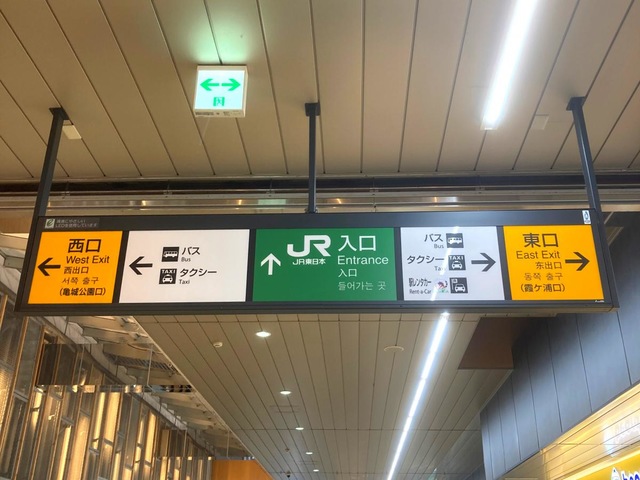 西口
West Exit
西出口
서쪽 출구
(亀城公園口)
バス
Bus
TAXI
タクシー
Taxi
JR
JR東日本
入口
Entrance
入口
들어가는 곳
バス
Bus
タクシー
Taxi
TAXI
駅レンタカー
Rent-a-Car
東口
East Exit
东出口
동쪽 출구
(霞ケ浦口)